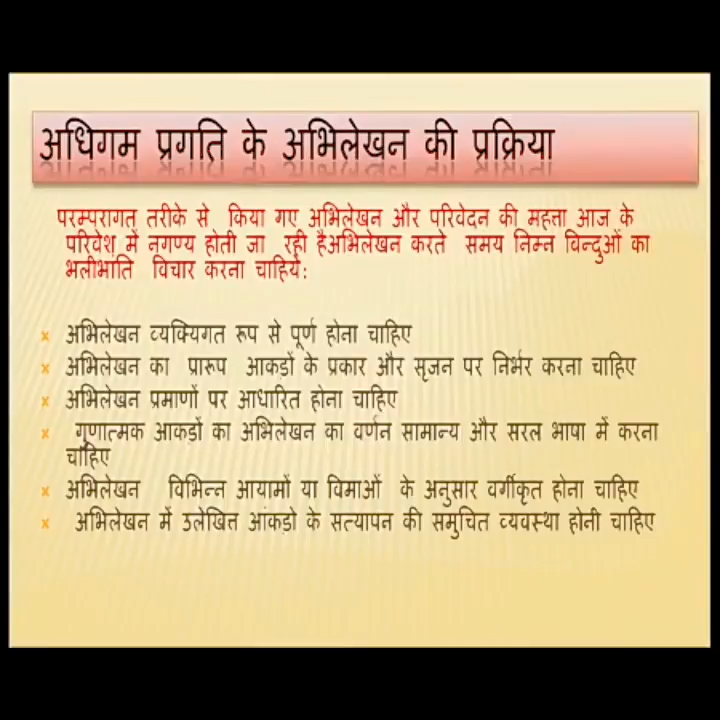 अधिगम प्रगति के अभिलेखन की प्रक्रिया
परम्परागत तरीके से किया गए अभिलेखन और परिवेदन की महत्ता आज के
परिवेश में नगण्य होती जा रही हैअभिलेखन करते समय निम्न विन्दुओं का
भलीभांति विचार करना चाहिये:
अभिलेखन व्यक्यिगत रूप से पूर्ण होना चाहिए
अभिलेखन का प्रारूप आकड़ों के प्रकार और सृजन पर निर्भर करना चाहिए
अभिलेखन प्रमाणों पर आधारित होना चाहिए
गुणात्मक आकड़ों का अभिलेखन का वर्णन सामान्य और सरल भाषा में करना
चाहिए
अभिलेखन विभिन्न आयामों या विमाओं के अनुसार वर्गीकृत होना चाहिए
अभिलेखन में उलेखित्त आंकड़ो के सत्यापन की समुचित व्यवस्था होनी चाहिए